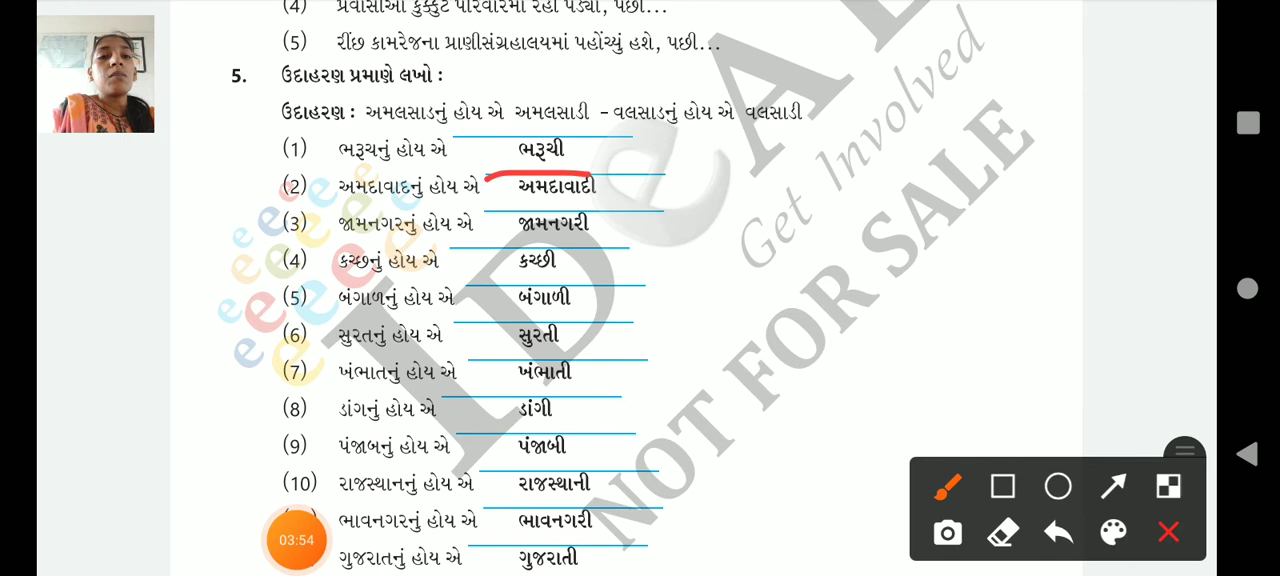 (4) પ્રવાસીઓ કુક્કુટ પરિવારમાં રહી પડ્યાં, પછી...
(5) રીંછ કામરેજના પ્રાણીસંગ્રહાલયમાં પહોંચ્યું હશે, પછી...
5. ઉદાહરણ પ્રમાણે લખો :
ઉદાહરણ : અમલસાડનું હોય એ અમલસાડી – વલસાડનું હોય એ વલસાડી
(1) ભરૂચનું હોય એ ભરૂચી
(2) અમદાવાદનું હોય એ અમદાવાદી
(3) જામનગરનું હોય એ જામનગરી
(4) કચ્છનું હોય એ કચ્છી
(5) બંગાળનું હોય એ બંગાળી
(6) સુરતનું હોય એ સુરતી
(7) ખંભાતનું હોય એ ખંભાતી
(8) ડાંગનું હોય એ ડાંગી
(9) પંજાબનું હોય એ પંજાબી
(10) રાજસ્થાનનું હોય એ રાજસ્થાની
ભાવનગરનું હોય એ ભાવનગરી
ગુજરાતનું હોય એ ગુજરાતી
03:54
IDeAL
Get Involved
NOT FOR SALE